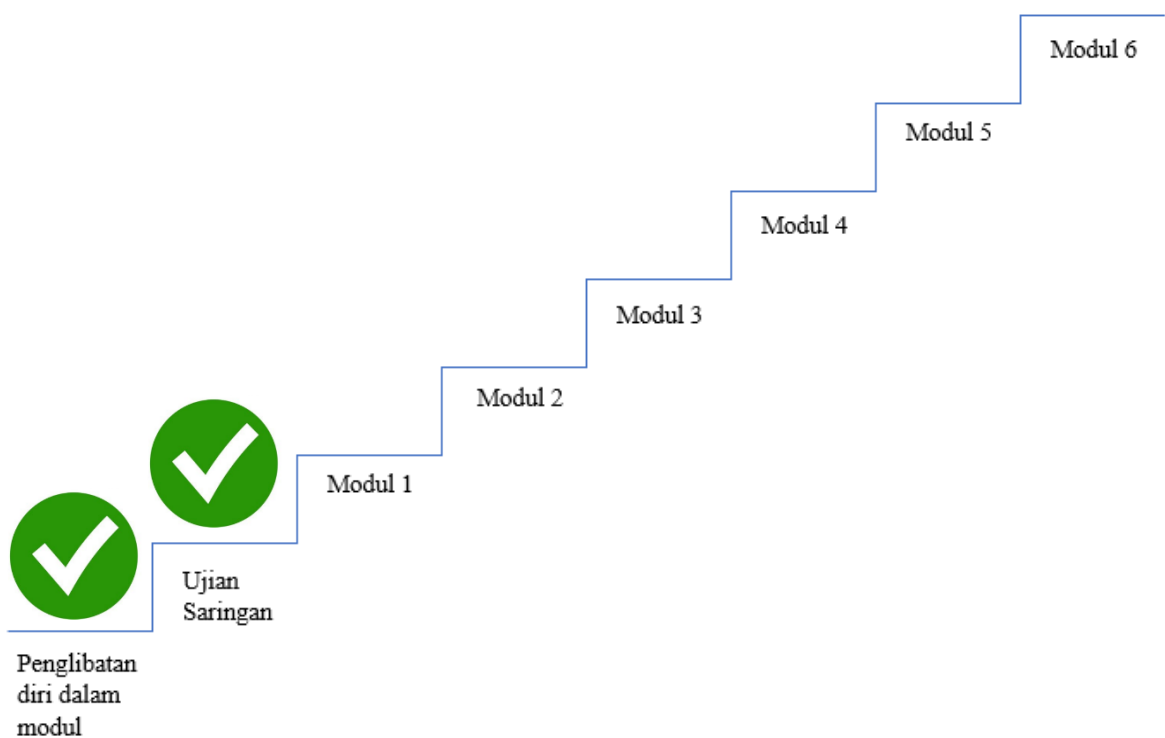 Modul 6
Modul 5
Modul 4
Modul 3
Modul 2
Modul 1
Ujian
Saringan
Penglibatan
diri dalam
modul